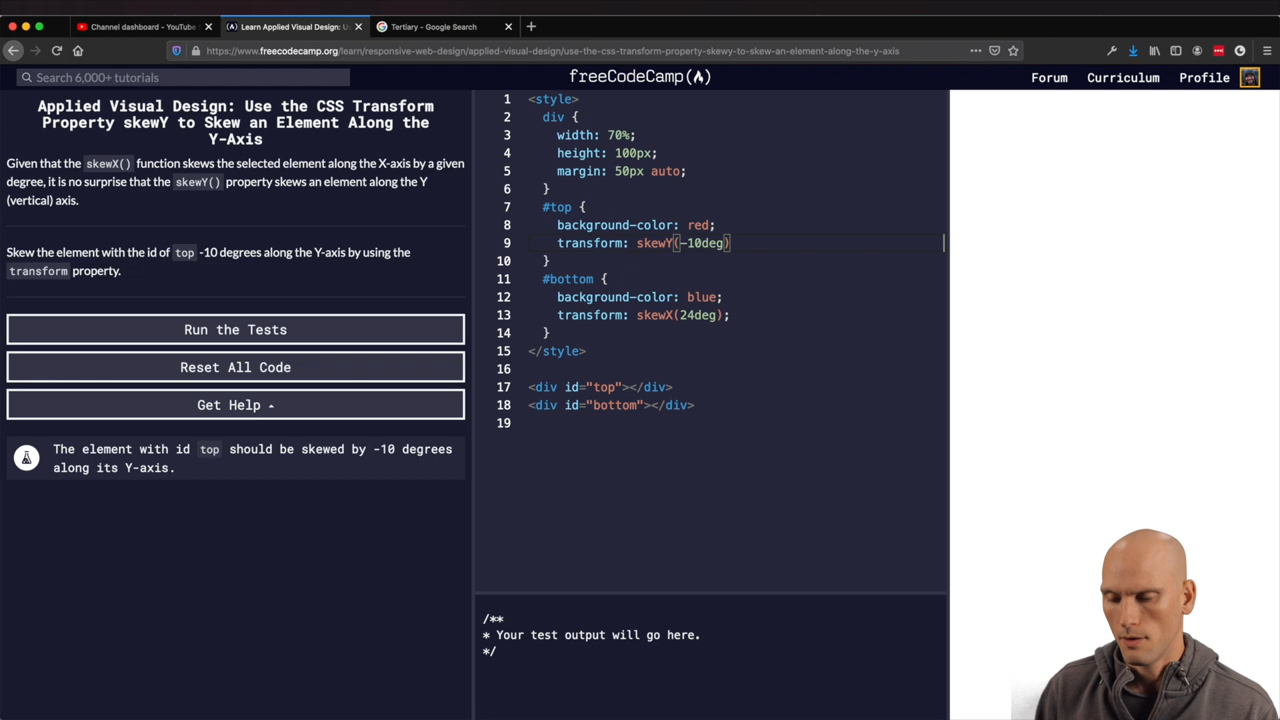 Channel dashboard - YouTube
Learn Applied Visual Design: Us
Tertiary - Google Search
https://www.freecodecamp.org/learn/responsive-web-design/applied-visual-design/use-the-css-transform-property-skewy-to-skew-an-element-along-the-y-axis
Search 6,000+ tutorials
freeCodeCamp
Forum
Curriculum
Profile
Applied Visual Design: Use the CSS Transform
Property skewY to Skew an Element Along the
Y-Axis
Given that the skewX() function skews the selected element along the X-axis by a given
degree, it is no surprise that the skewY() property skews an element along the Y
(vertical) axis.
Skew the element with the id of top -10 degrees along the Y-axis by using the
transform property.
Run the Tests
Reset All Code
Get Help
The element with id top should be skewed by -10 degrees
along its Y-axis.
1 <style>
2 div {
3 width: 70%;
4 height: 100px;
5 margin: 50px auto;
6 }
7 #top {
8 background-color: red;
9 transform: skewY(-10deg)
10 }
11 #bottom {
12 background-color: blue;
13 transform: skewX(24deg);
14 }
15 </style>
16
17 <div id="top"></div>
18 <div id="bottom"></div>
19
/**
* Your test output will go here.
*/